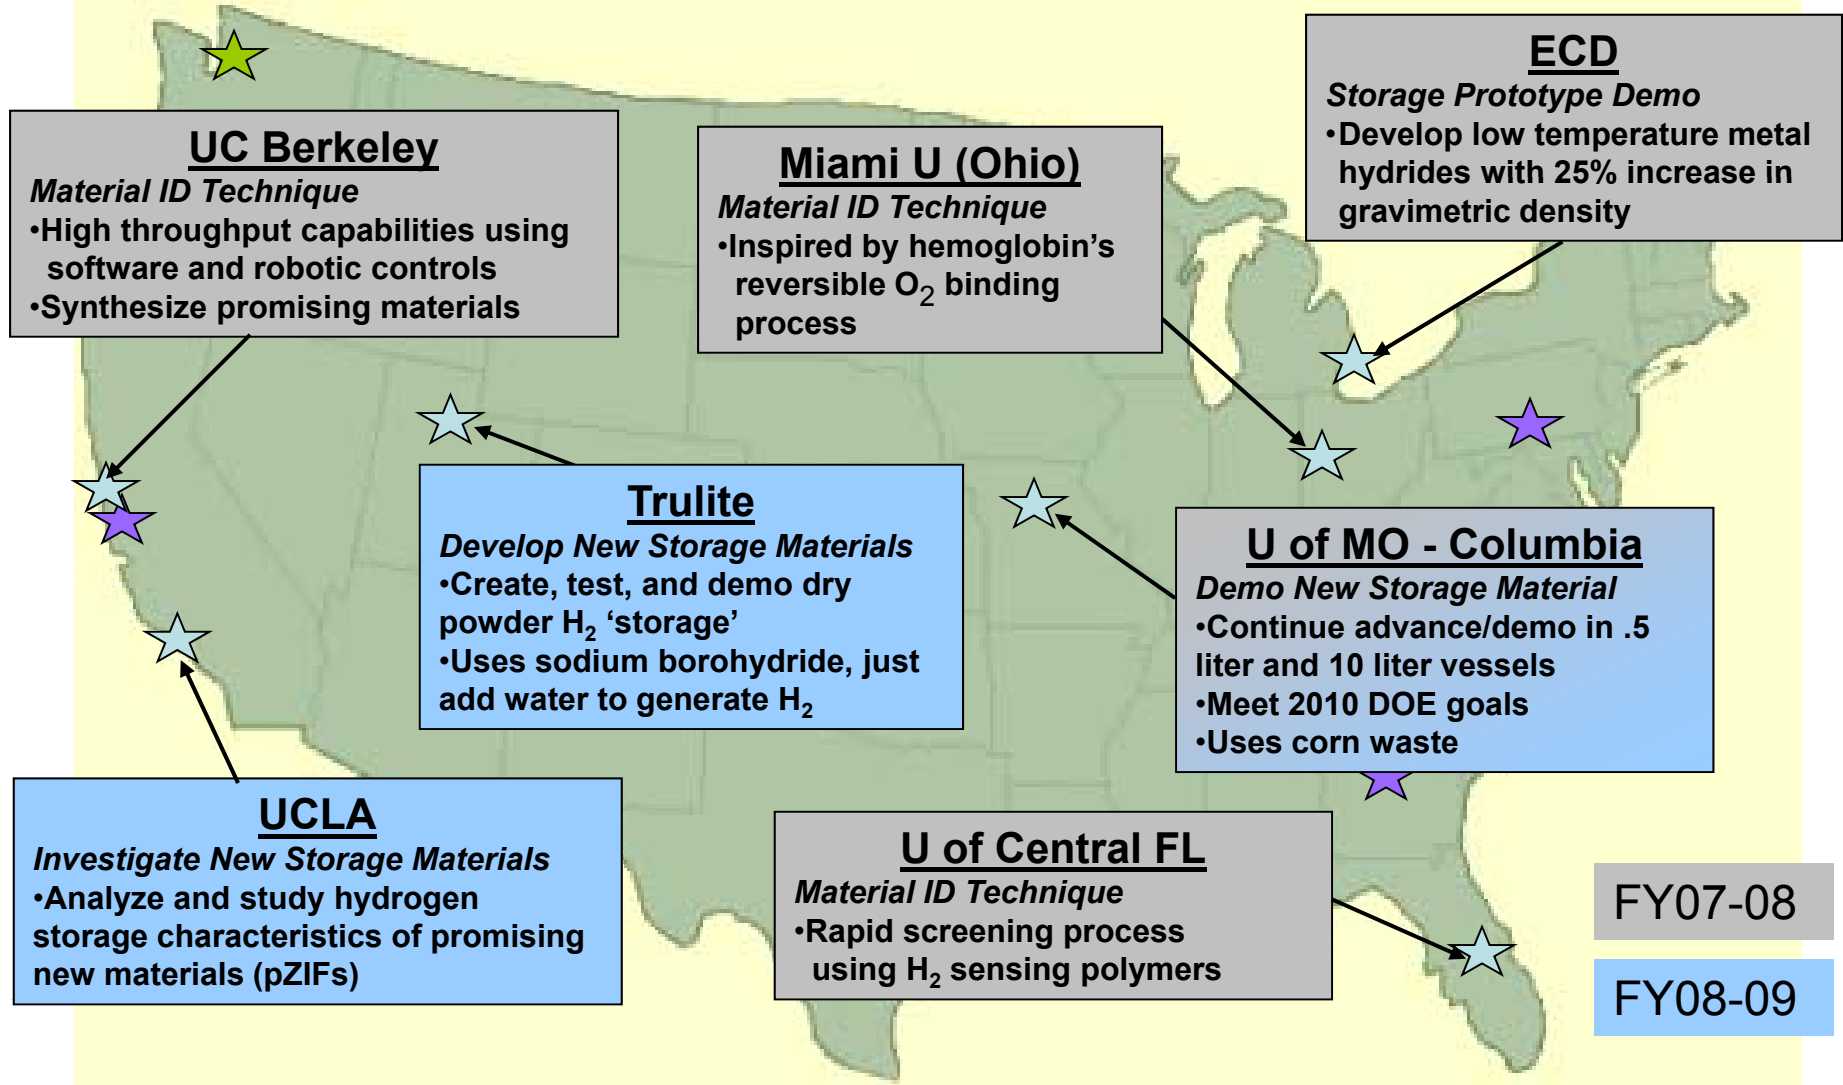 ECD
Storage Prototype Demo
•Develop low temperature metal
hydrides with 25% increase in
gravimetric density
UC Berkeley
Material ID Technique
•High throughput capabilities using
software and robotic controls
•Synthesize promising materials
Miami U (Ohio)
Material ID Technique
•Inspired by hemoglobin's
reversible O2 binding
process
Trulite
Develop New Storage Materials
•Create, test, and demo dry
powder H2 ‘storage’
•Uses sodium borohydride, just
add water to generate H2
U of MO - Columbia
Demo New Storage Material
•Continue advance/demo in .5
liter and 10 liter vessels
•Meet 2010 DOE goals
•Uses corn waste
UCLA
Investigate New Storage Materials
•Analyze and study hydrogen
storage characteristics of promising
new materials (pZIFs)
U of Central FL
Material ID Technique
•Rapid screening process
using H2 sensing polymers
FY07-08
FY08-09